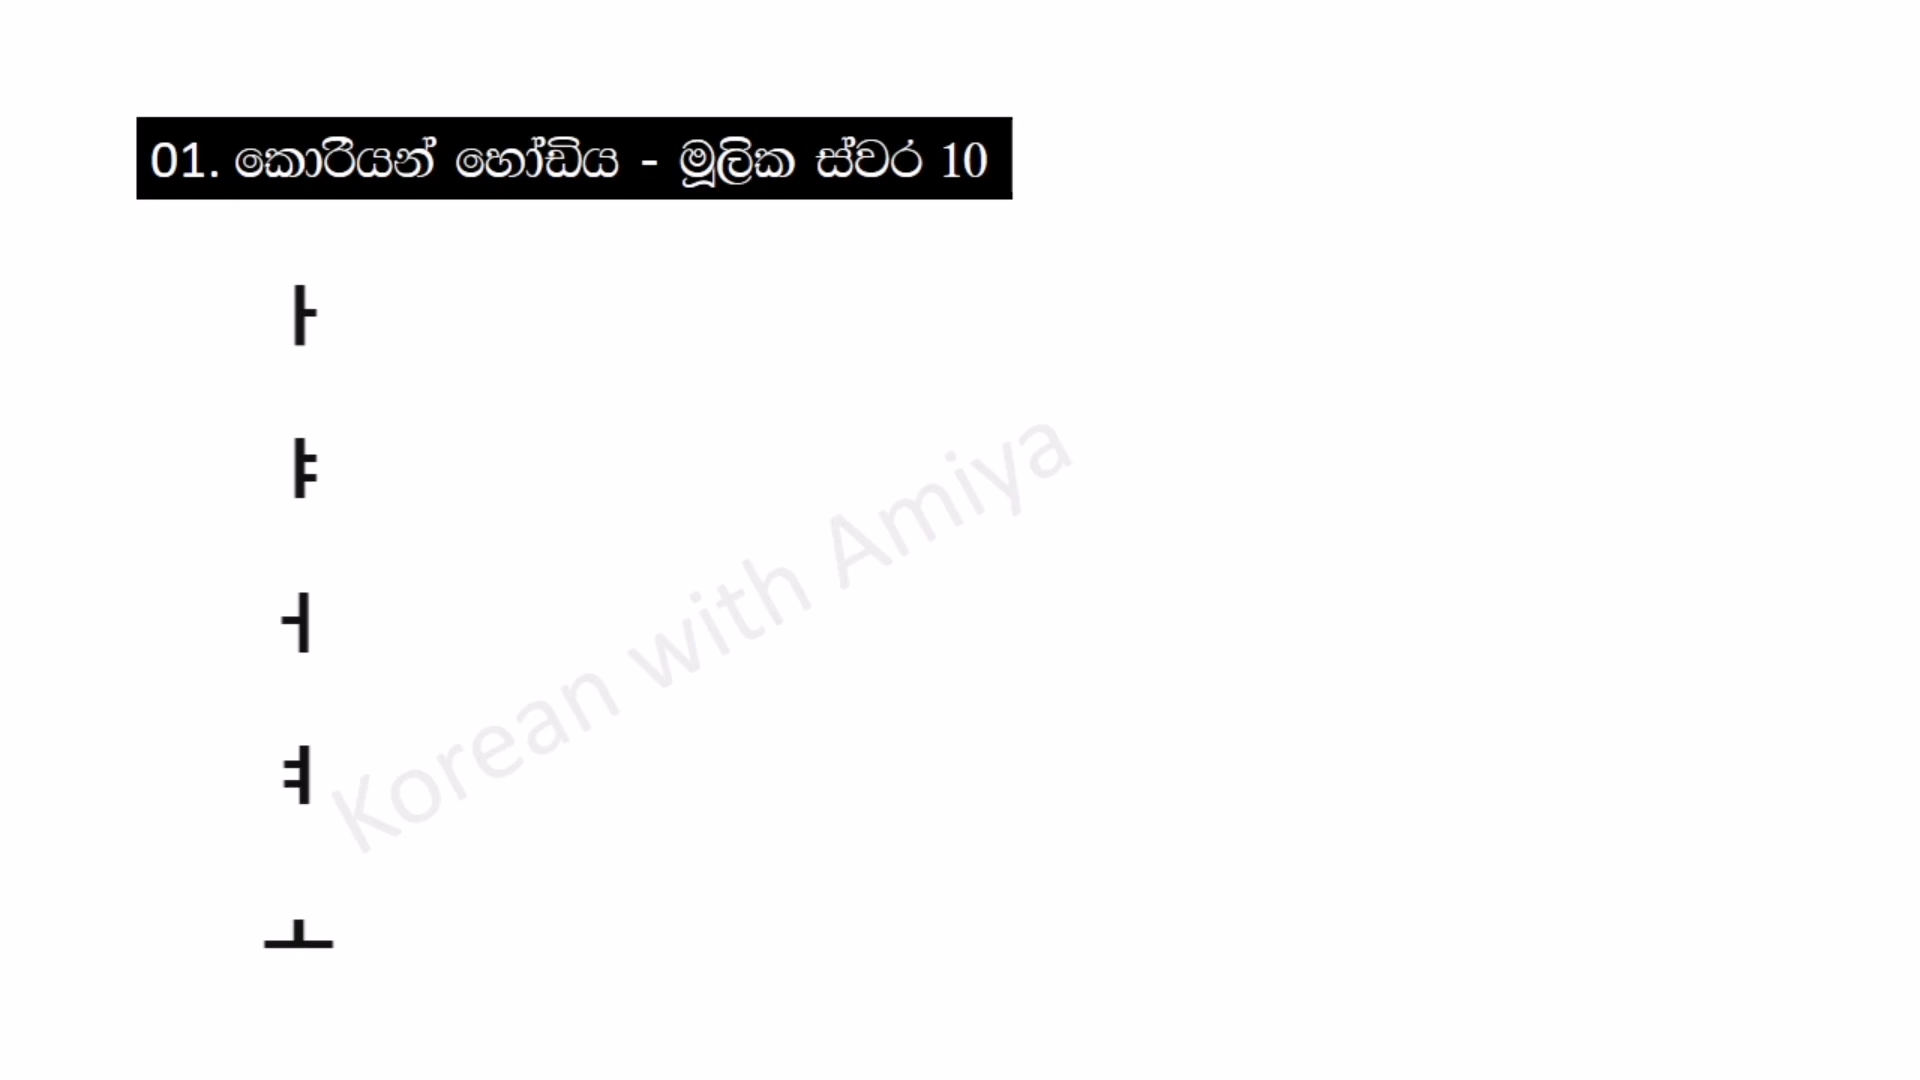 01. කොරියන් හෝඩිය - මූලික ස්වර 10
ㅏ
ㅑ
ㅓ
ㅕ
ㅗ
Korean with Amiya